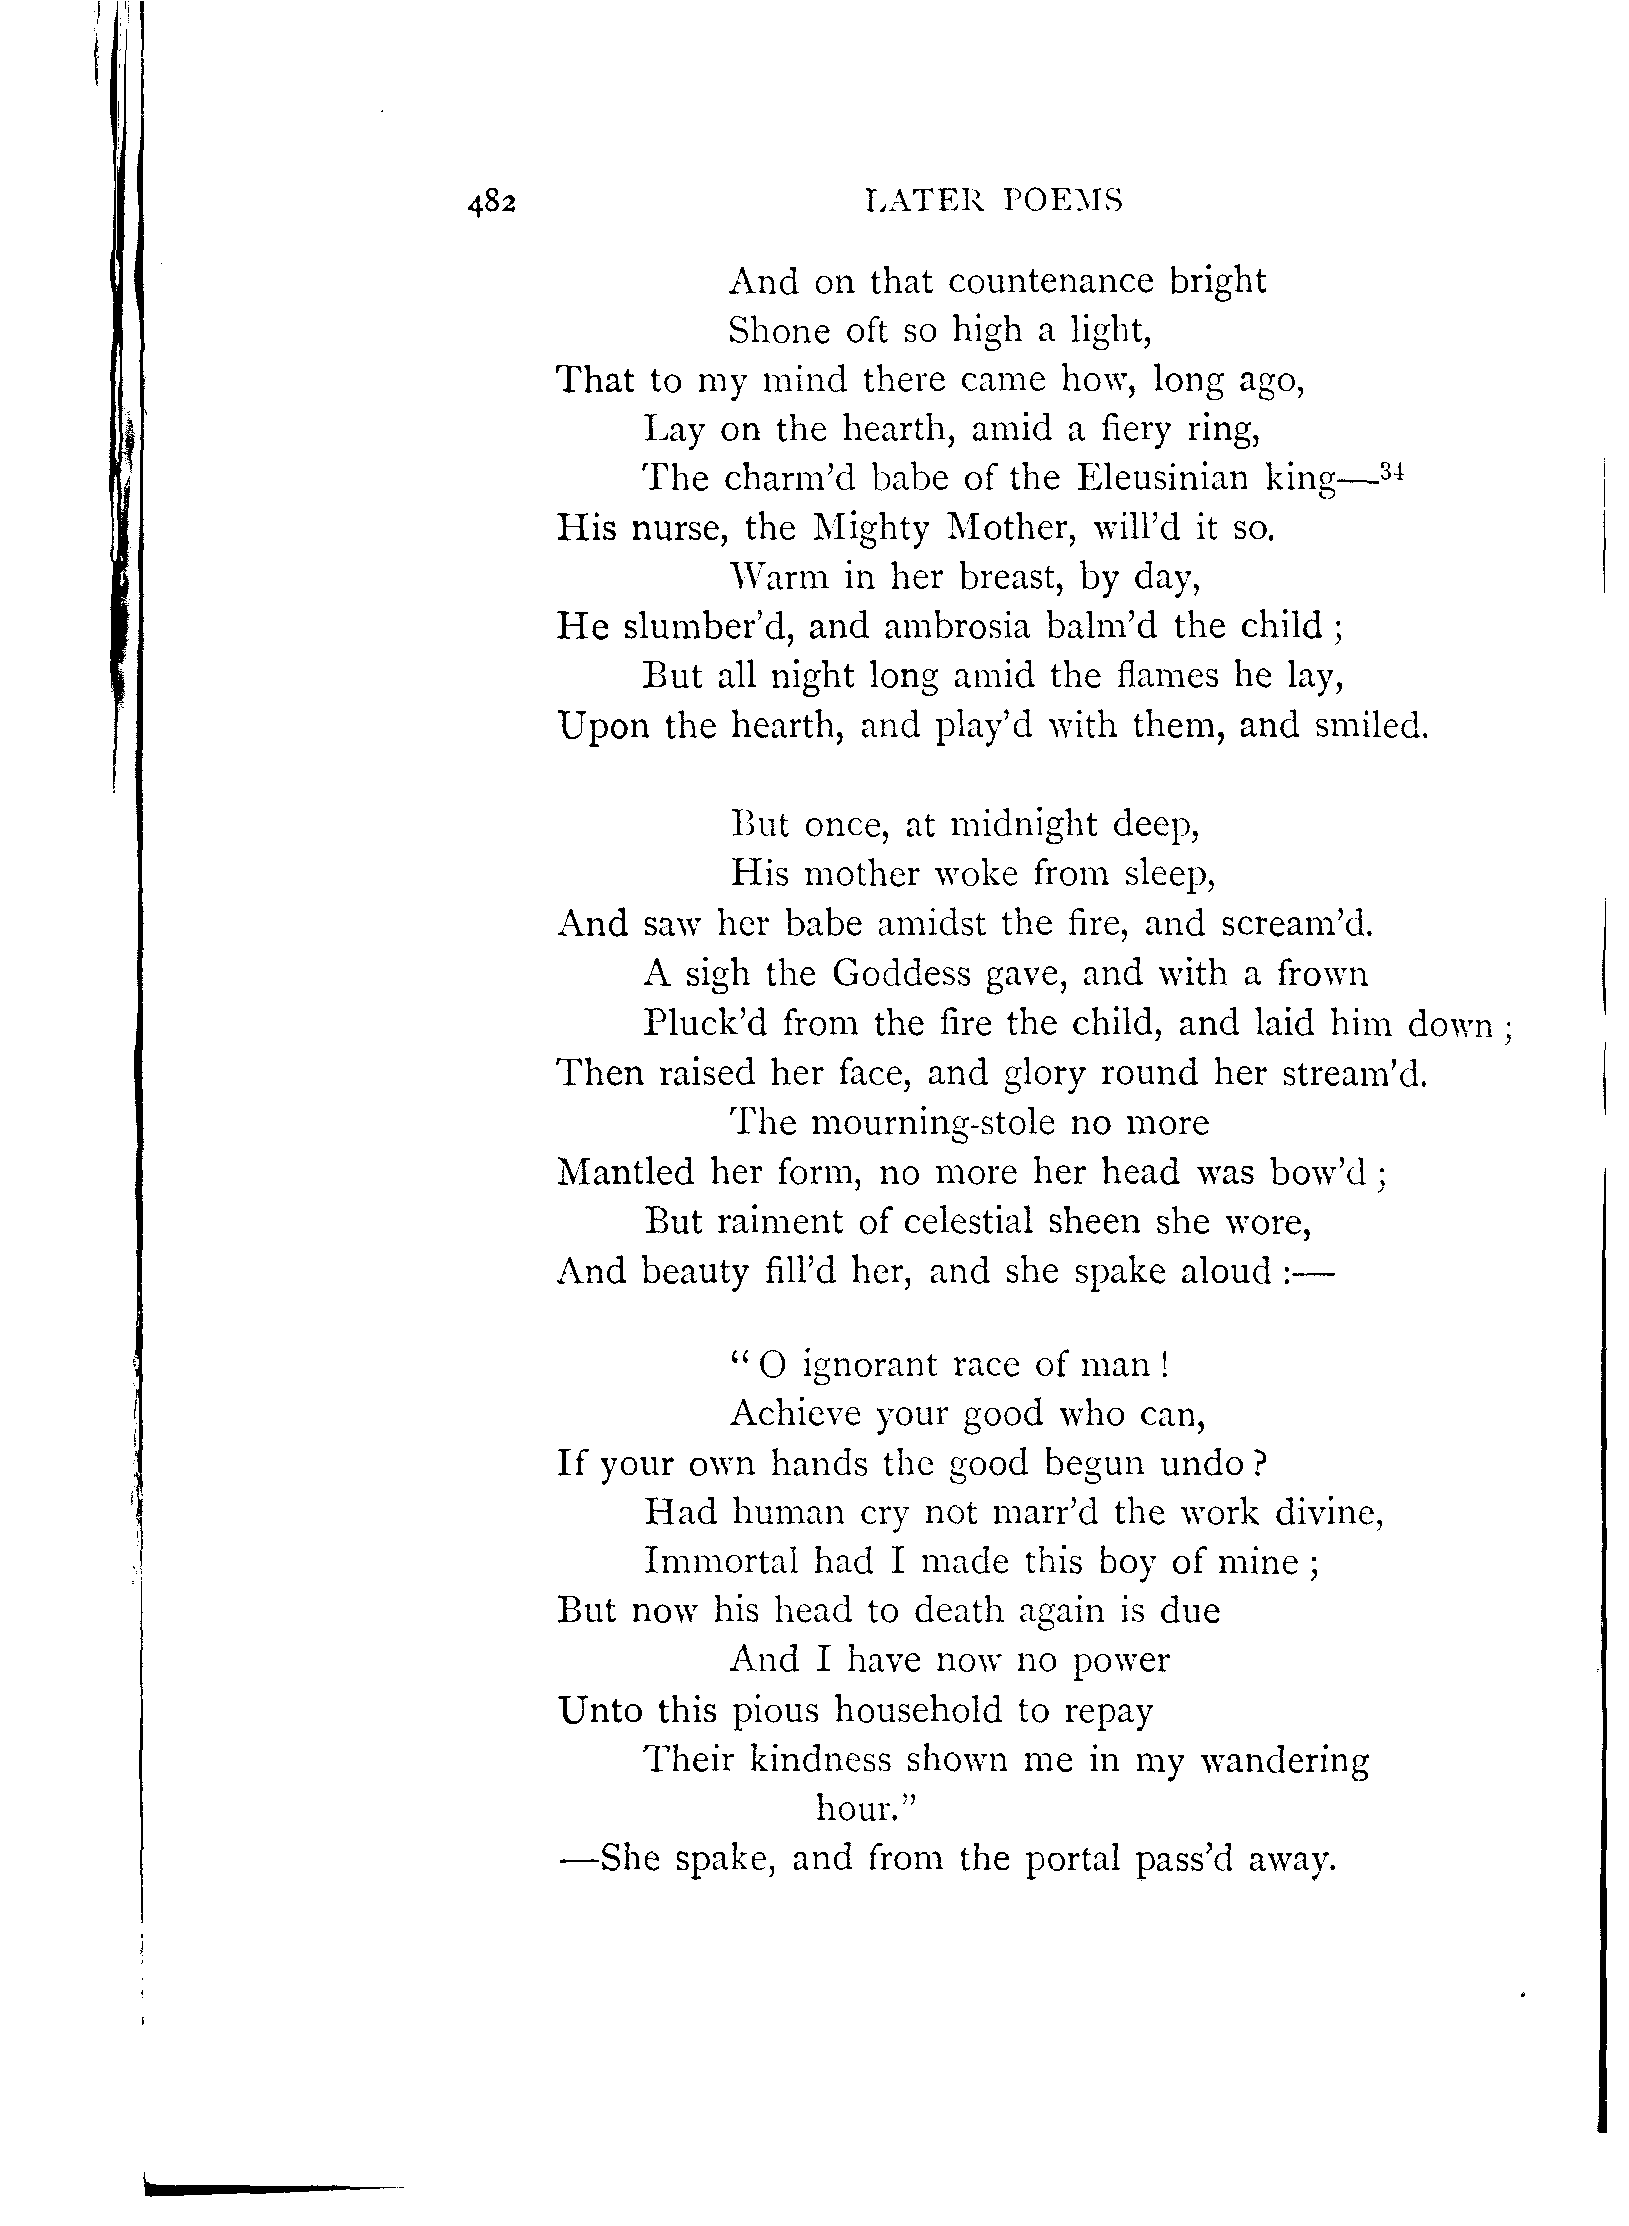 482 LATER POEMS
And on that countenance bright
Shone oft so high a light,
That to my mind there came how, long ago,
Lay on the hearth, amid a fiery ring,
The charm'd babe of the Eleusinian king—³⁴
His nurse, the Mighty Mother, will'd it so.
Warm in her breast, by day,
He slumber'd, and ambrosia balm'd the child ;
But all night long amid the flames he lay,
Upon the hearth, and play'd with them, and smiled.
But once, at midnight deep,
His mother woke from sleep,
And saw her babe amidst the fire, and scream'd.
A sigh the Goddess gave, and with a frown
Pluck'd from the fire the child, and laid him down ;
Then raised her face, and glory round her stream'd.
The mourning-stole no more
Mantled her form, no more her head was bow'd ;
But raiment of celestial sheen she wore,
And beauty fill'd her, and she spake aloud :—
“ O ignorant race of man !
Achieve your good who can,
If your own hands the good begun undo ?
Had human cry not marr'd the work divine,
Immortal had I made this boy of mine ;
But now his head to death again is due
And I have now no power
Unto this pious household to repay
Their kindness shown me in my wandering
hour.”
—She spake, and from the portal pass'd away.